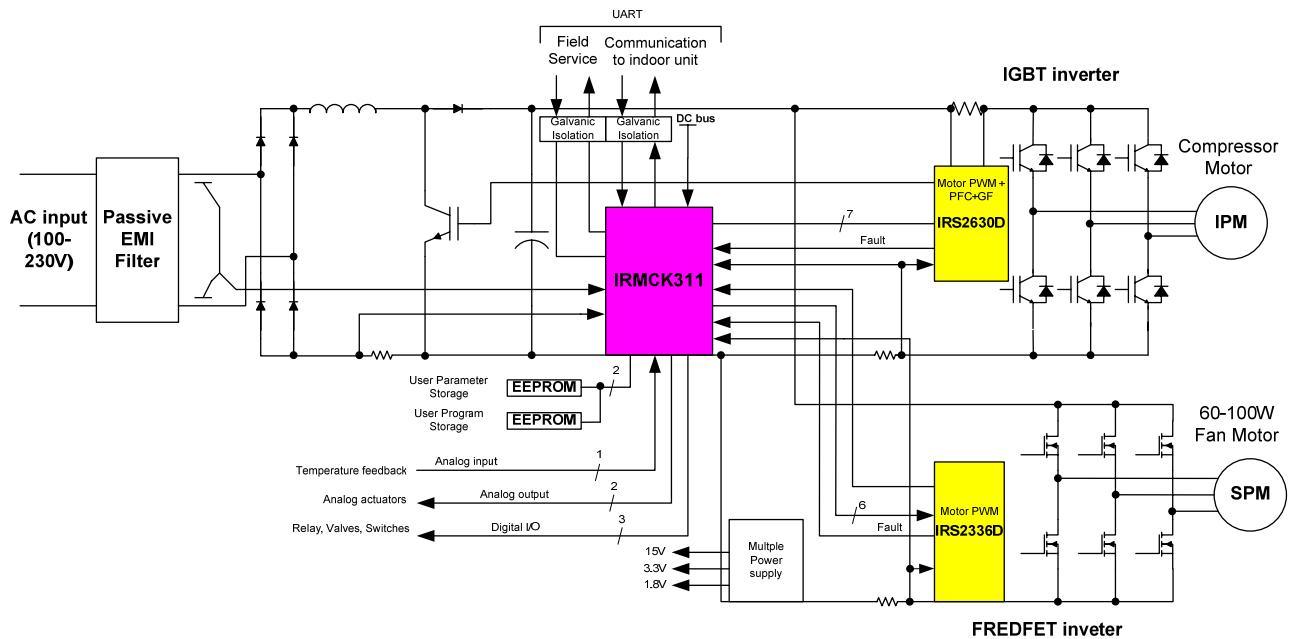 UART
Field
Service
Communication
to indoor unit
IGBT inverter
Galvanic
Isolation
Galvanic
Isolation
DC bus
Compressor
Motor
AC input
(100-
230V)
Passive
EMI
Filter
Motor PWM +
PFC+GF
IRS2630D
7
Fault
IPM
IRMCK311
User Parameter
Storage
EEPROM
2
User Program
Storage
EEPROM
60-100W
Fan Motor
Temperature feedback
Analog input
1
Analog actuators
Analog output
2
Relay, Valves, Switches
Digital I/O
3
6
Fault
Motor PWM
IRS2336D
SPM
15V
3.3V
1.8V
Multple
Power
supply
FREDFET inveter